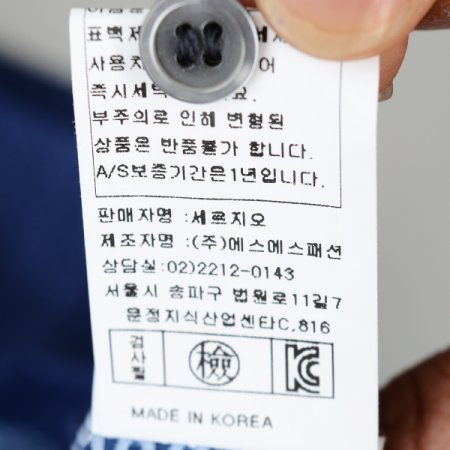 표백제
사용ㅊ 어
즉시세탁 요.
부주의로 인해 변형된
상품은 반품불가 합니다.
A/S보증기간은1년입니다.
판매자명 :세르지오
제조자명 :(주)에스에스패션
상담실:02)2212-0143
서울시 송파구 법원로11길7
문정지식산업센타C,816
검사필 檢 KC
MADE IN KOREA